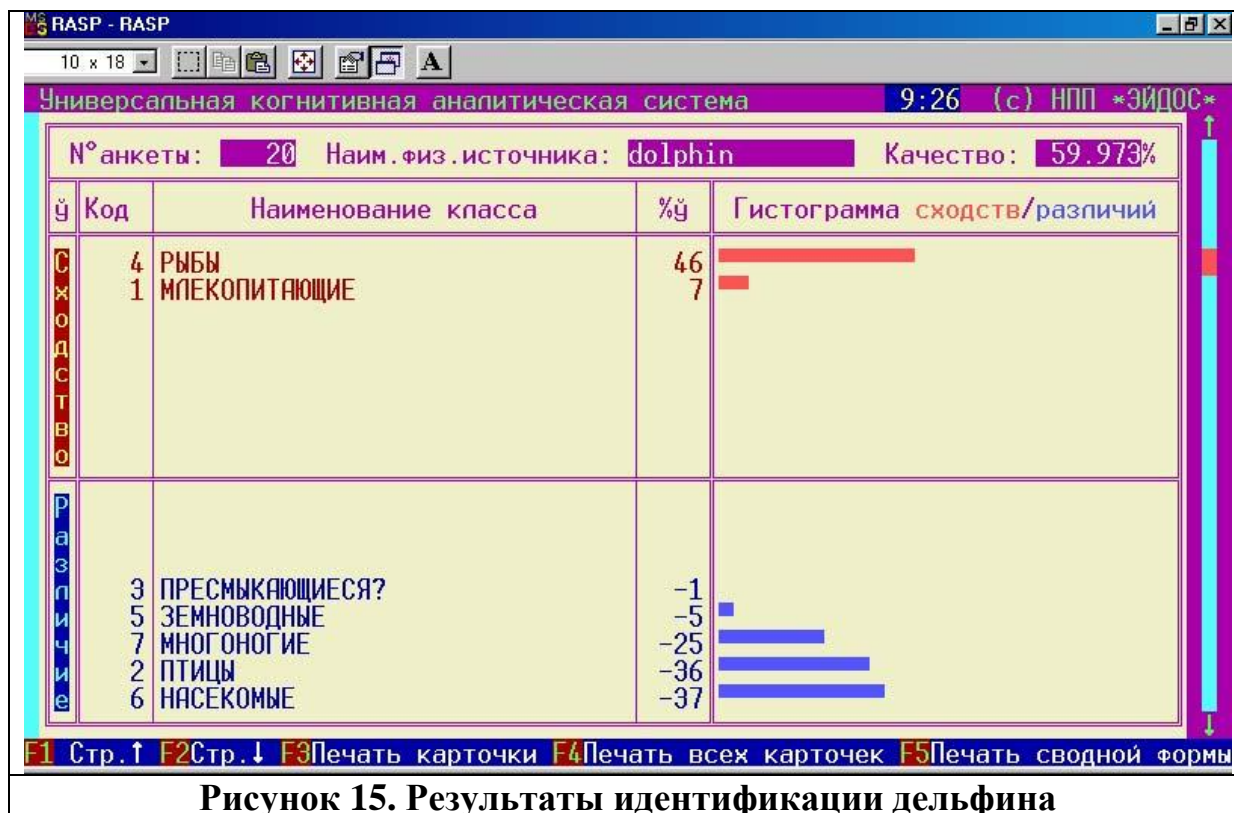 RASP - RASP
10 x 18
A
Универсальная когнитивная аналитическая система 9:26 (c) НПП *ЭЙДОС*
N°анкеты: 20 Наим.физ.источника: dolphin Качество: 59.973%
ў Код Наименование класса %ў Гистограмма сходств/различий
Сходство
4 РЫБЫ 46
1 МЛЕКОПИТАЮЩИЕ 7
Различие
3 ПРЕСМЫКАЮЩИЕСЯ? -1
5 ЗЕМНОВОДНЫЕ -5
7 МНОГОНОГИЕ -25
2 ПТИЦЫ -36
6 НАСЕКОМЫЕ -37
F1 Стр.↑ F2Стр.↓ F3Печать карточки F4Печать всех карточек F5Печать сводной формы
Рисунок 15. Результаты идентификации дельфина